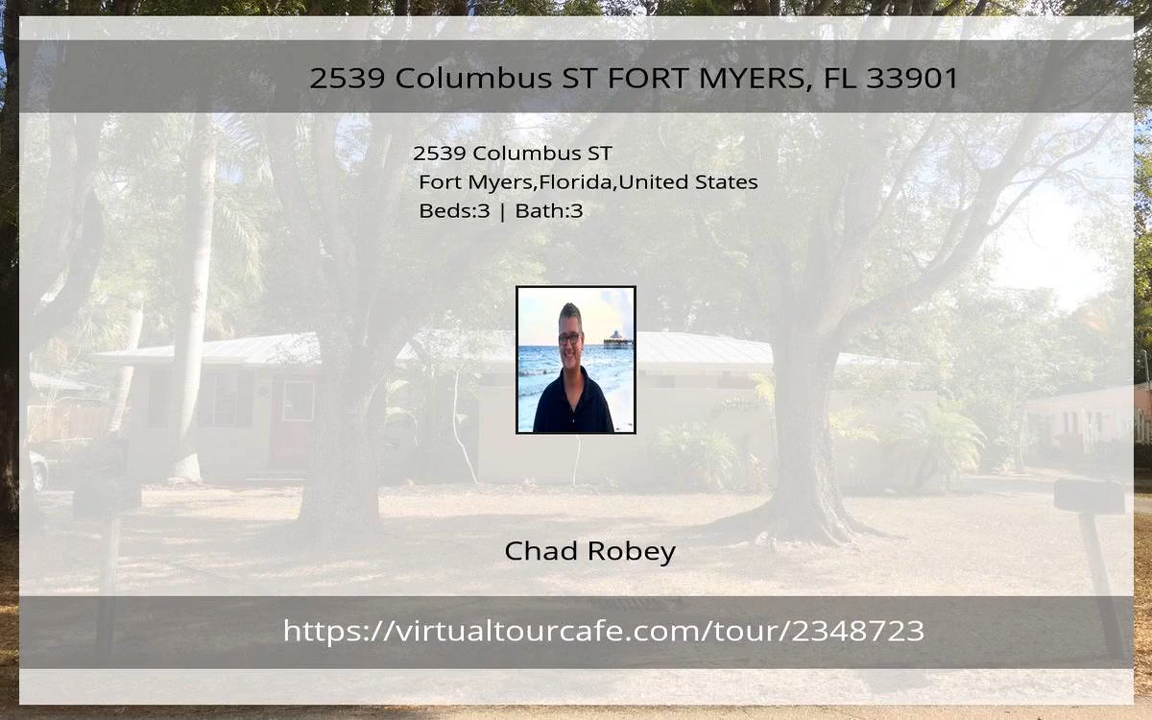 2539 Columbus ST FORT MYERS, FL 33901
2539 Columbus ST
Fort Myers,Florida,United States
Beds:3 | Bath:3
Chad Robey
https://virtualtourcafe.com/tour/2348723